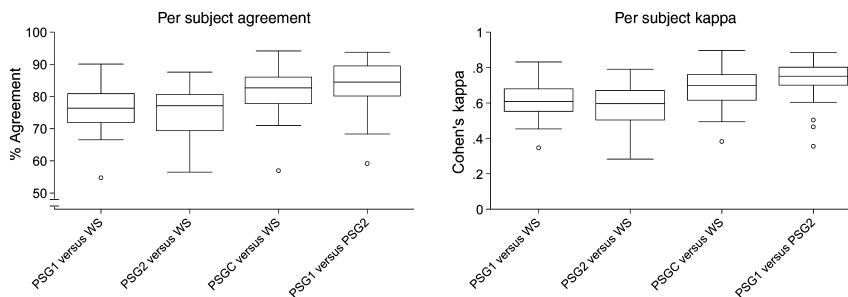 Per subject agreement
% Agreement
100
90
80
70
60
50
PSG1 versus WS
PSG2 versus WS
PSGC versus WS
PSG1 versus PSG2
Per subject kappa
Cohen's kappa
1
.8
.6
.4
.2
0
PSG1 versus WS
PSG2 versus WS
PSGC versus WS
PSG1 versus PSG2